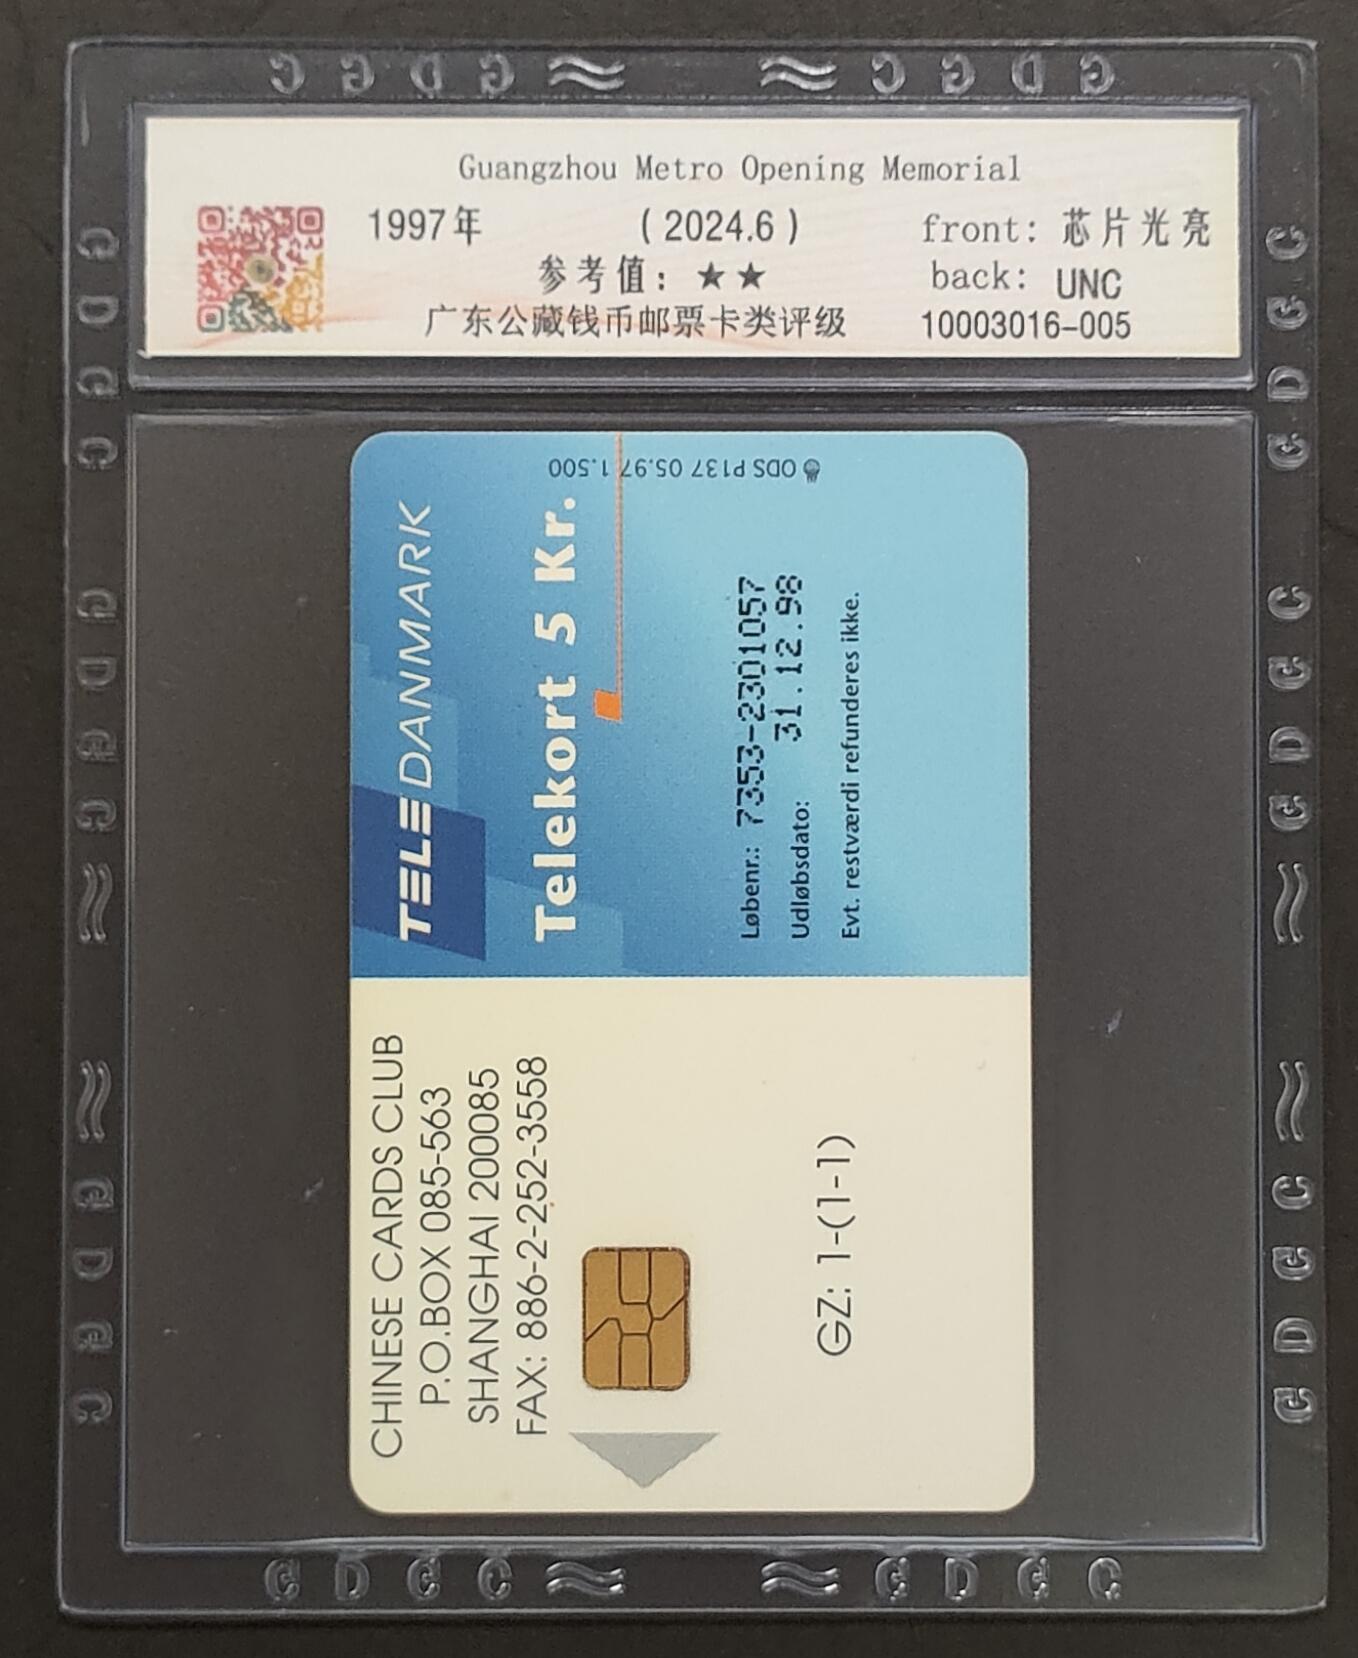 Guangzhou Metro Opening Memorial
1997年 (2024.6) front: 芯片光亮
参考值: ★★ back: UNC
广东公藏钱币邮票卡类评级 10003016-005
TELEDANMARK
Telekort 5 Kr.
Løbenr.: 7353-2301057
Udløbsdato: 31.12.98
Evt. restværdi refunderes ikke.
ODS P137 05.97 1.500
CHINESE CARDS CLUB
P.O.BOX 085-563
SHANGHAI 200085
FAX: 886-2-252-3558
GZ: 1-(1-1)